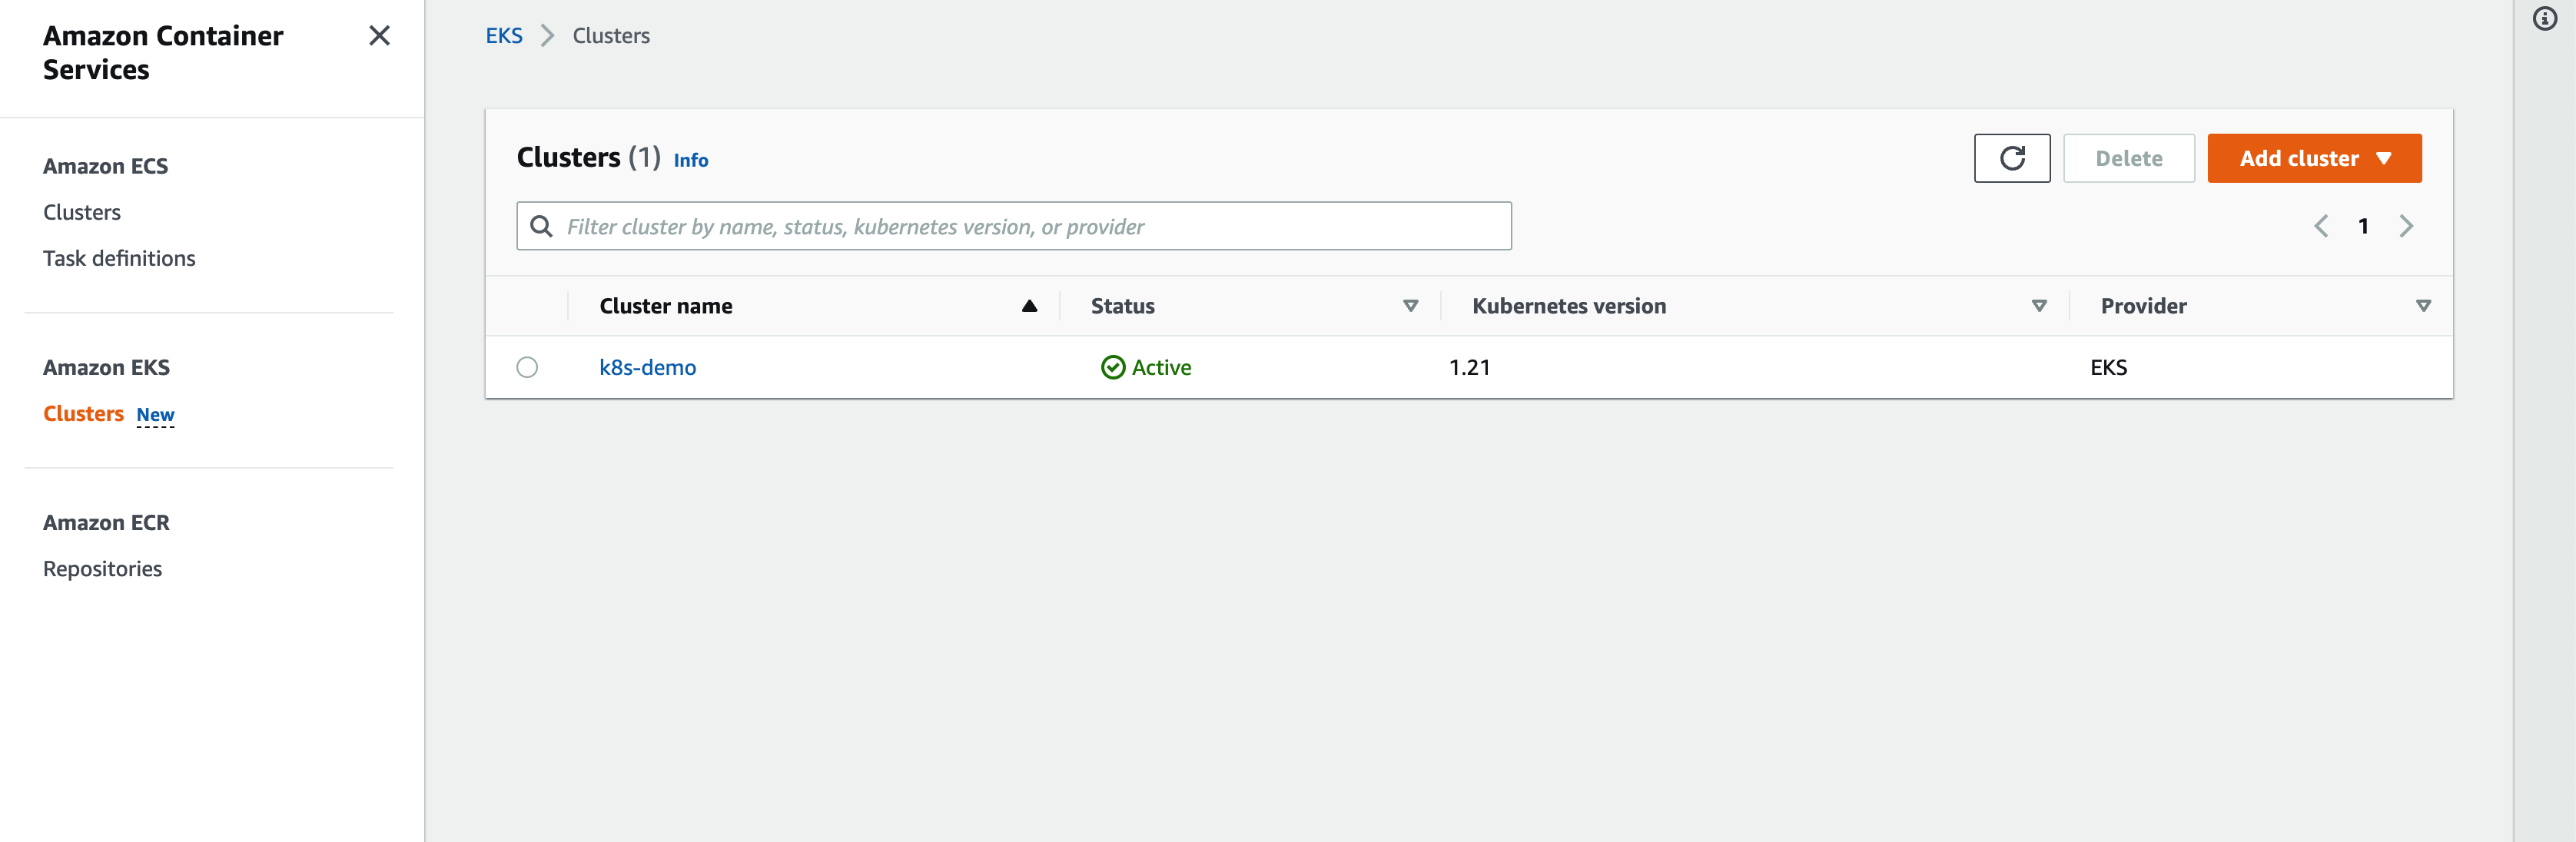 Amazon Container
Services
Amazon ECS
Clusters
Task definitions
Amazon EKS
Clusters New
Amazon ECR
Repositories
EKS Clusters
Clusters (1) Info
Delete
Add cluster
Filter cluster by name, status, kubernetes version, or provider
1
Cluster name Status Kubernetes version Provider
k8s-demo Active 1.21 EKS